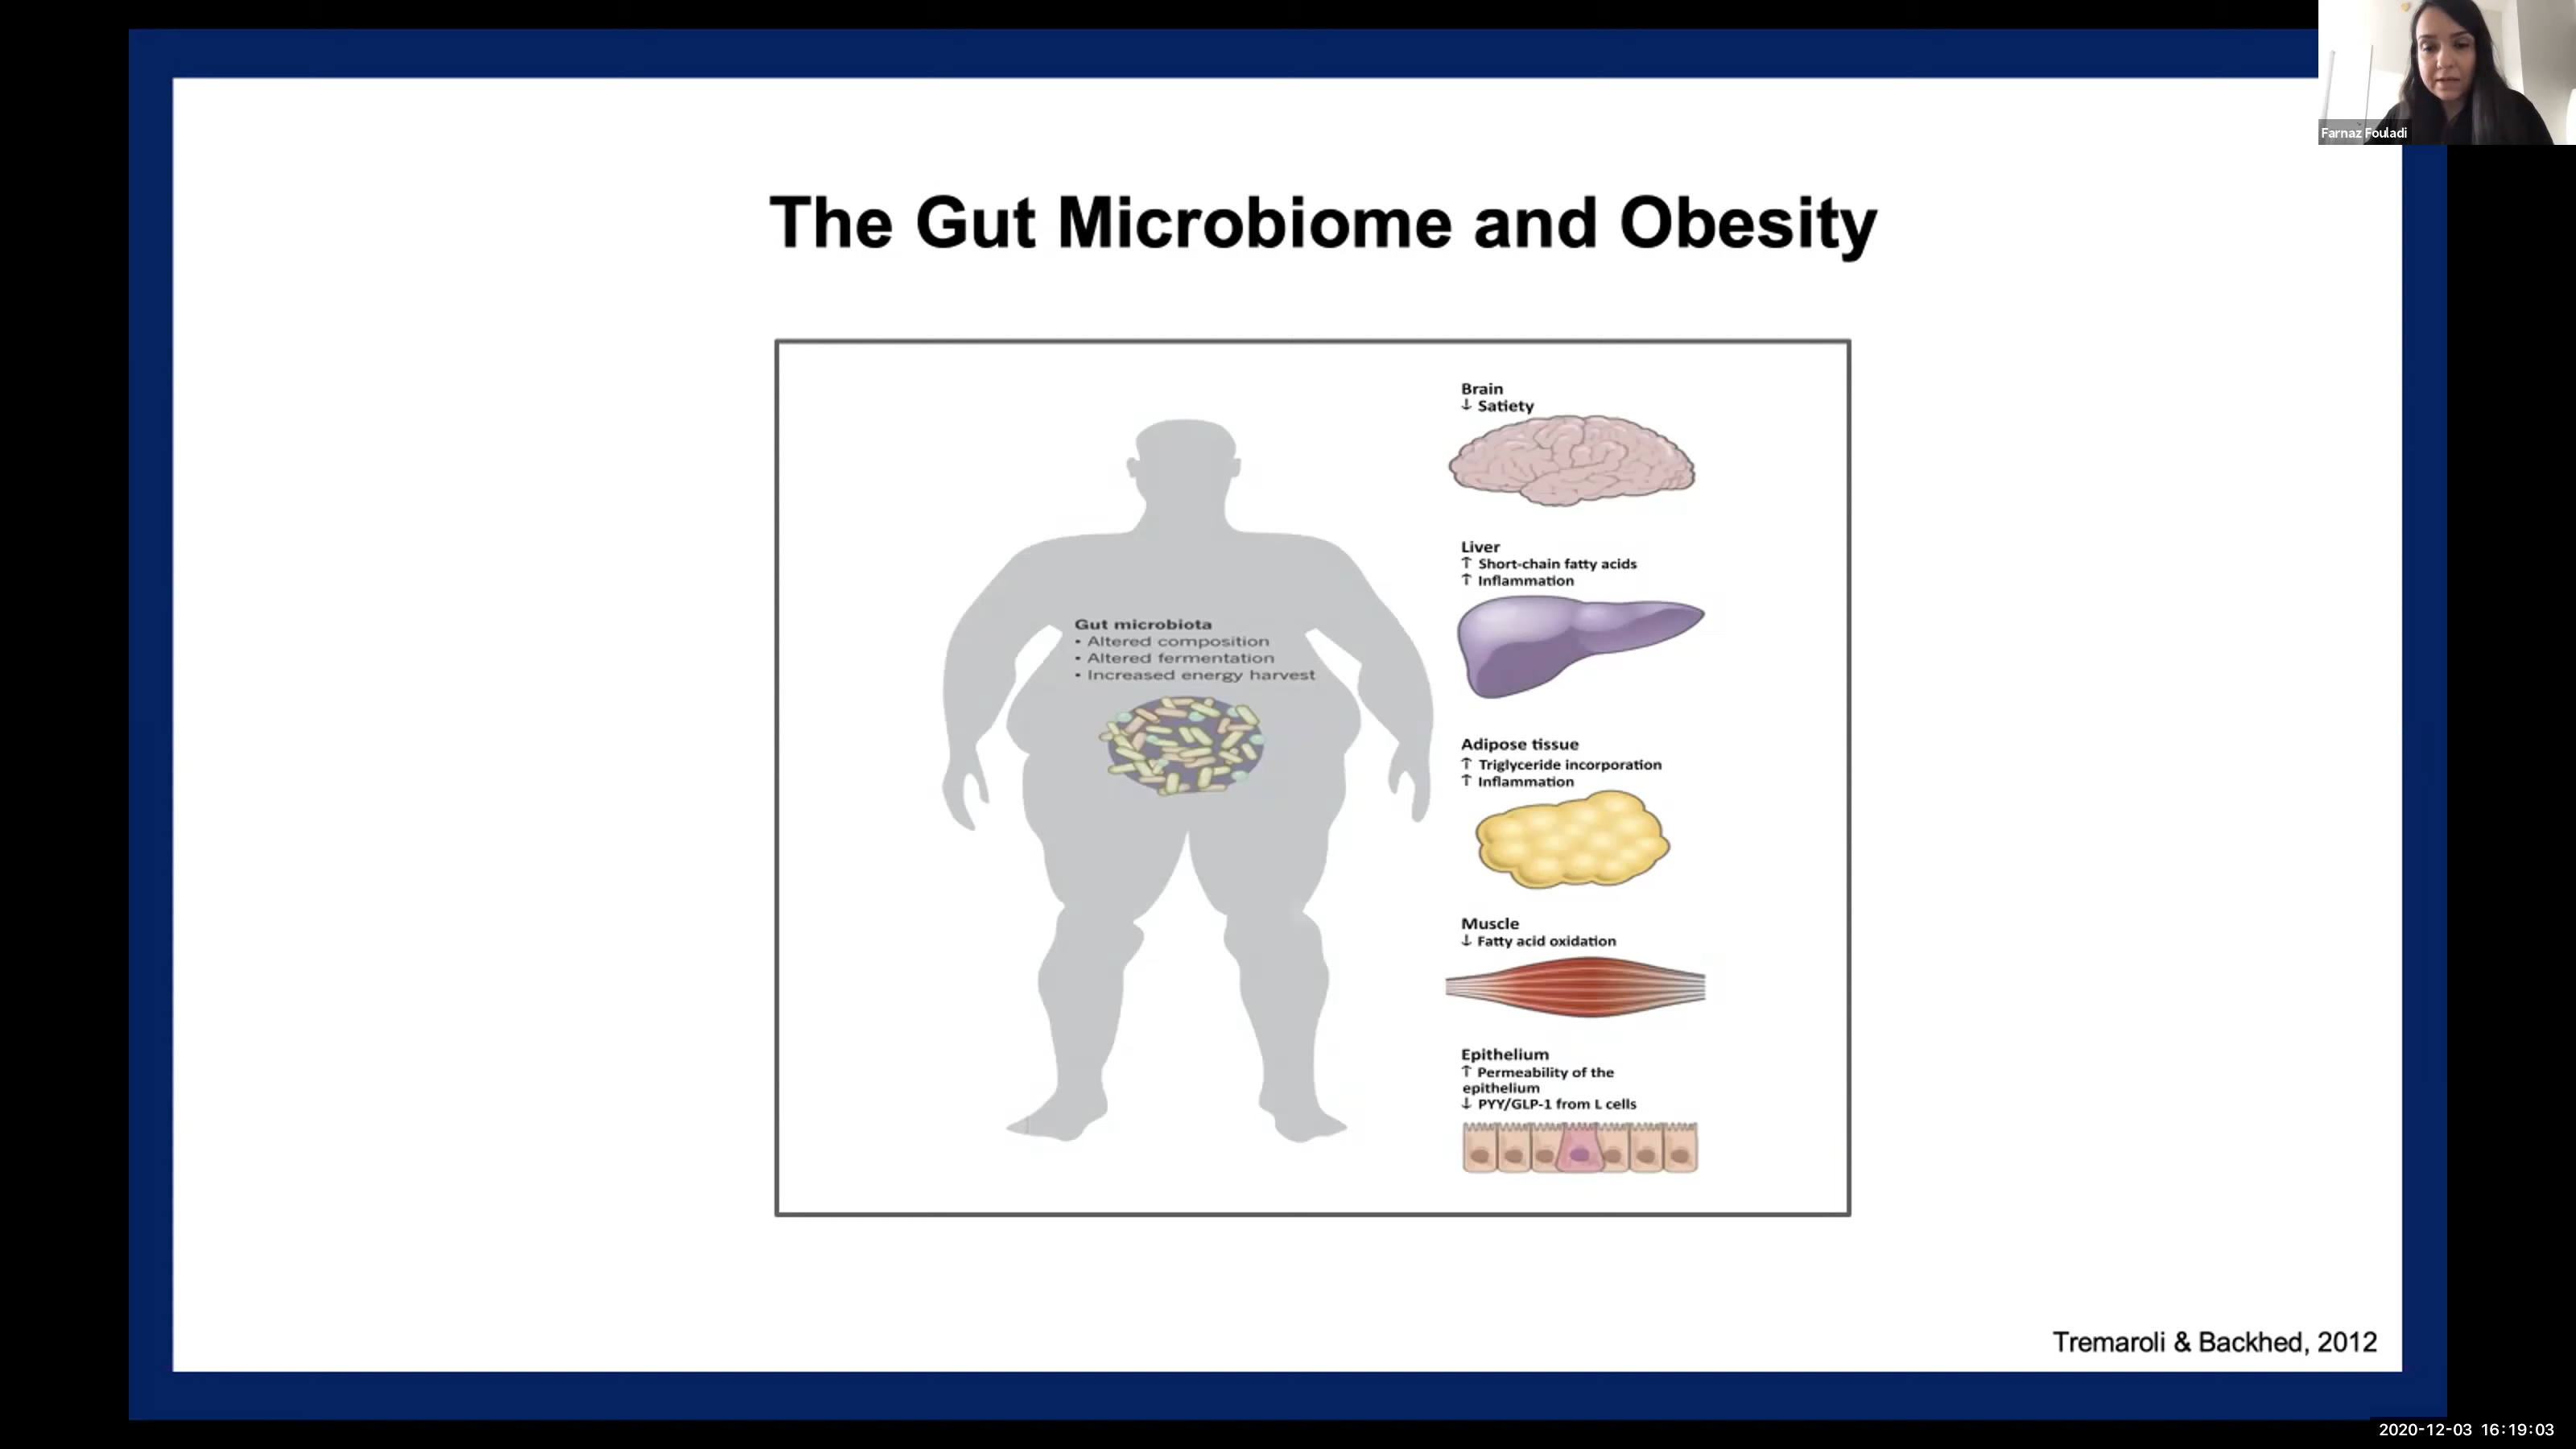 Farnaz Fouladi
The Gut Microbiome and Obesity
Gut microbiota
• Altered composition
• Altered fermentation
• Increased energy harvest
Brain
↓ Satiety
Liver
↑ Short-chain fatty acids
↑ Inflammation
Adipose tissue
↑ Triglyceride incorporation
↑ Inflammation
Muscle
↓ Fatty acid oxidation
Epithelium
↑ Permeability of the
epithelium
↓ PYY/GLP-1 from L cells
Tremaroli & Backhed, 2012
2020-12-03 16:19:03